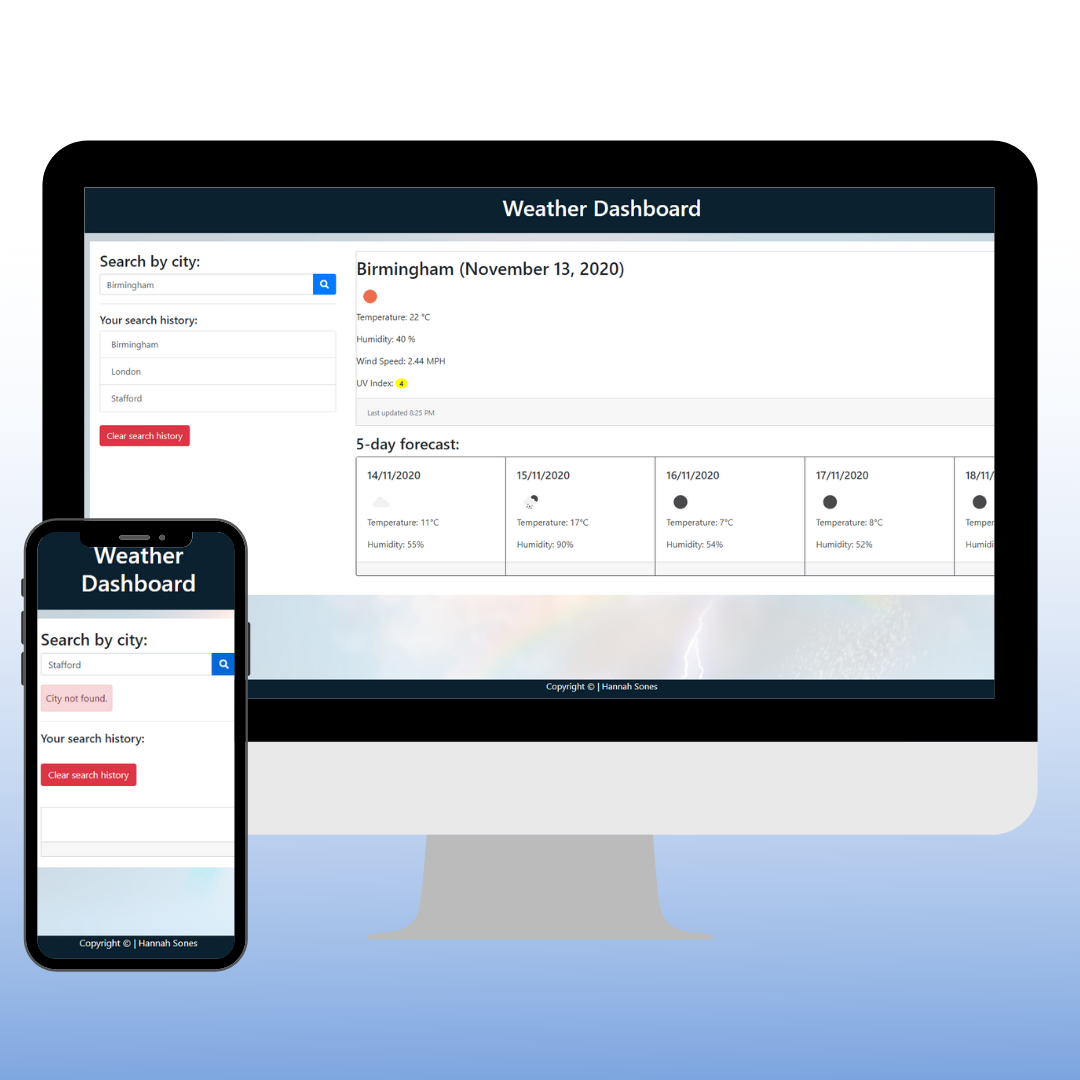 Weather Dashboard
Search by city:
Birmingham
Your search history:
Birmingham
London
Stafford
Clear search history
Birmingham (November 13, 2020)
Temperature: 22 °C
Humidity: 40 %
Wind Speed: 2.44 MPH
UV Index: 4
Last updated 8:25 PM
5-day forecast:
14/11/2020
Temperature: 11°C
Humidity: 55%
15/11/2020
Temperature: 17°C
Humidity: 90%
16/11/2020
Temperature: 7°C
Humidity: 54%
17/11/2020
Temperature: 8°C
Humidity: 52%
18/11/
Temper
Humidi
Copyright © | Hannah Sones
Weather
Dashboard
Search by city:
Stafford
City not found.
Your search history:
Clear search history
Copyright © | Hannah Sones